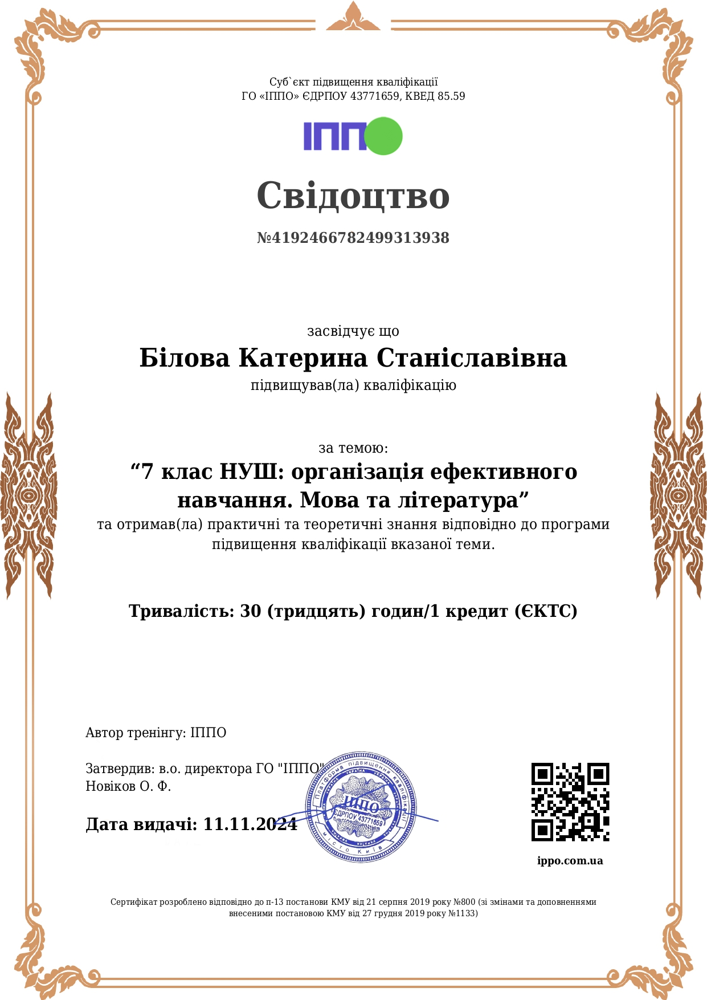 Суб`єкт підвищення кваліфікації
ГО «ІППО» ЄДРПОУ 43771659, КВЕД 85.59
ІППО
Свідоцтво
№4192466782499313938
засвідчує що
Білова Катерина Станіславівна
підвищував(ла) кваліфікацію
за темою:
“7 клас НУШ: організація ефективного
навчання. Мова та література”
та отримав(ла) практичні та теоретичні знання відповідно до програми
підвищення кваліфікації вказаної теми.
Тривалість: 30 (тридцять) годин/1 кредит (ЄКТС)
Автор тренінгу: ІППО
Затвердив: в.о. директора ГО "ІППО"
Новіков О. Ф.
Дата видачі: 11.11.2024
Платформа підвищення кваліфікації
УКРАЇНА УКРАЇНА УКРАЇНА
ІППО
ЄДРПОУ 43771659
місто Київ
ippo.com.ua
Сертифікат розроблено відповідно до п-13 постанови КМУ від 21 серпня 2019 року №800 (зі змінами та доповненнями
внесеними постановою КМУ від 27 грудня 2019 року №1133)